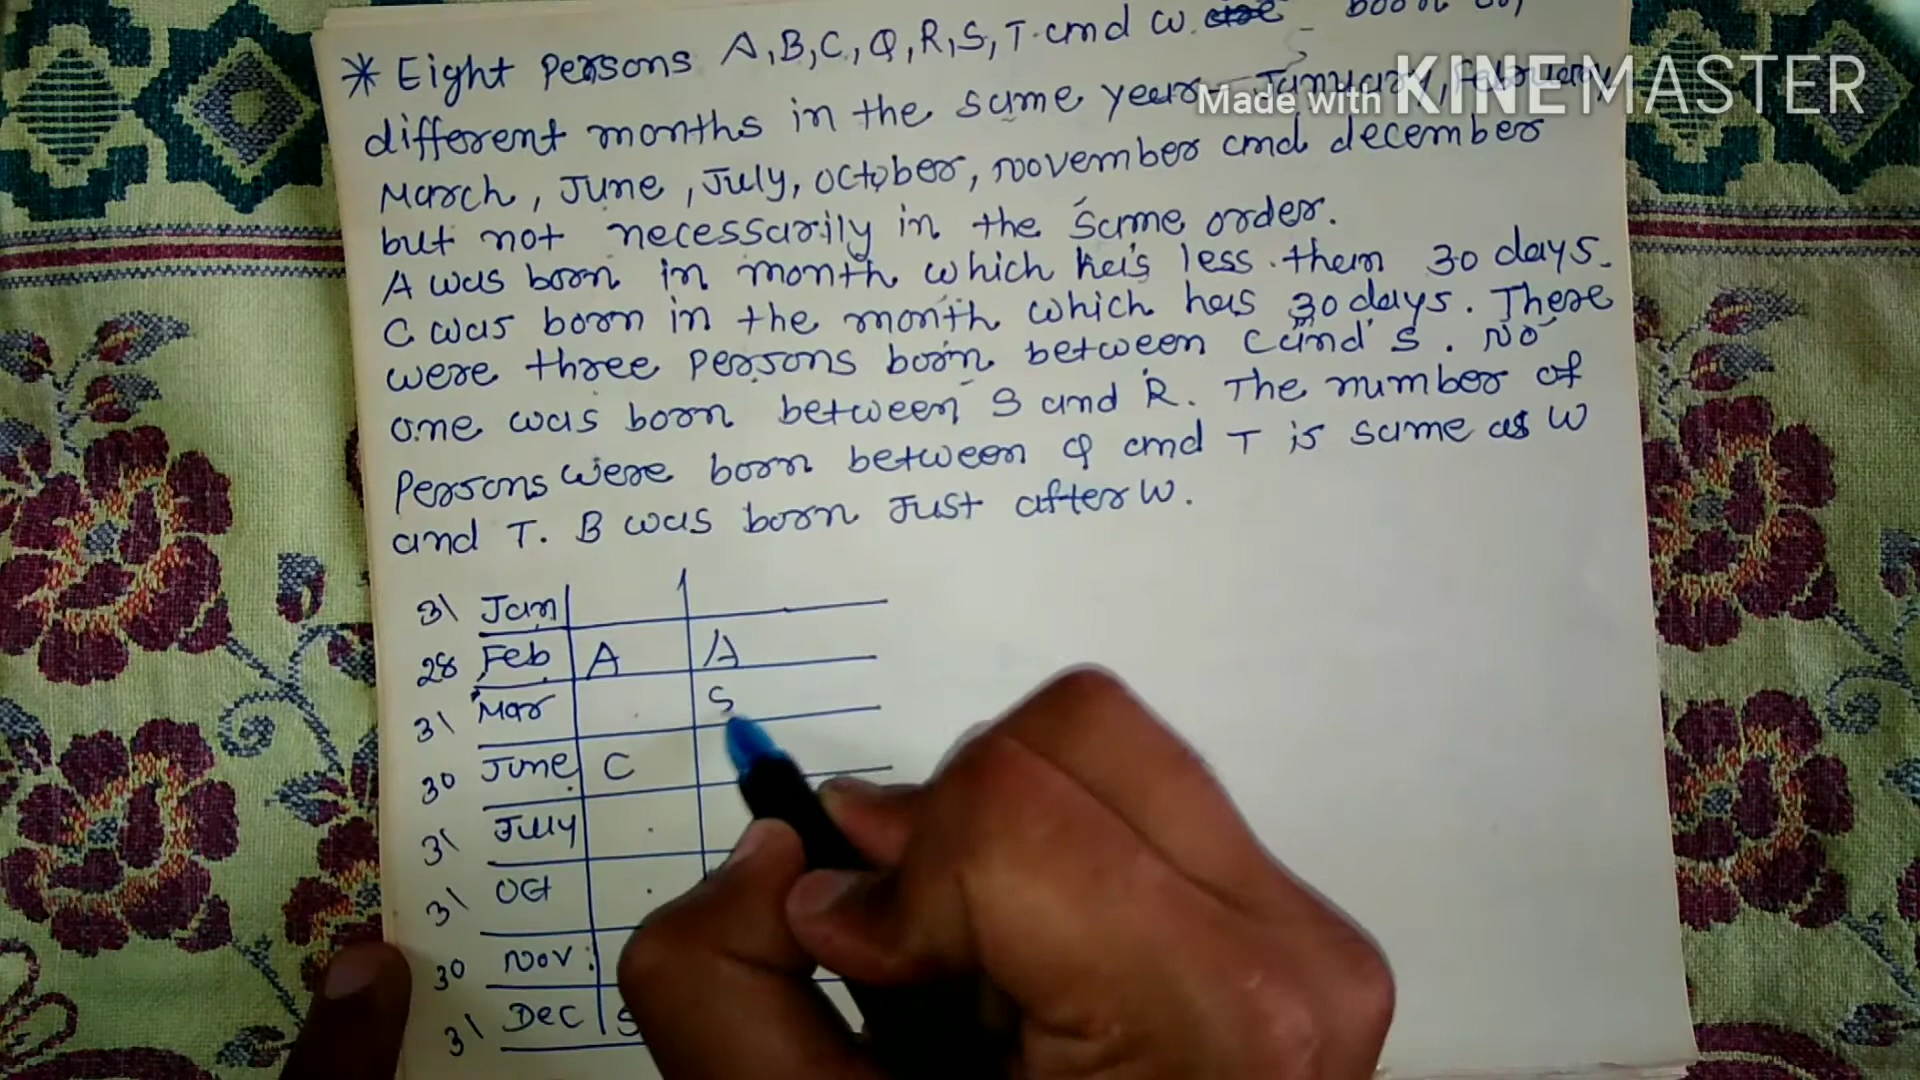 * Eight Persons A, B, C, Q, R, S, T and W. born
different months in the same year January, February
March, June, July, october, november and december
but not necessarily in the same order.
A was born in month which has less than 30 days.
C was born in the month which has 30 days. There
were three persons born between C and S. No
one was born between S and R. The number of
Persons were born between Q and T is same as W
and T. B was born Just after W.
Made with KINEMASTER
31 Jan
28 Feb A A
31 Mar S
30 June C
31 July
31 Oct
30 Nov
31 Dec S